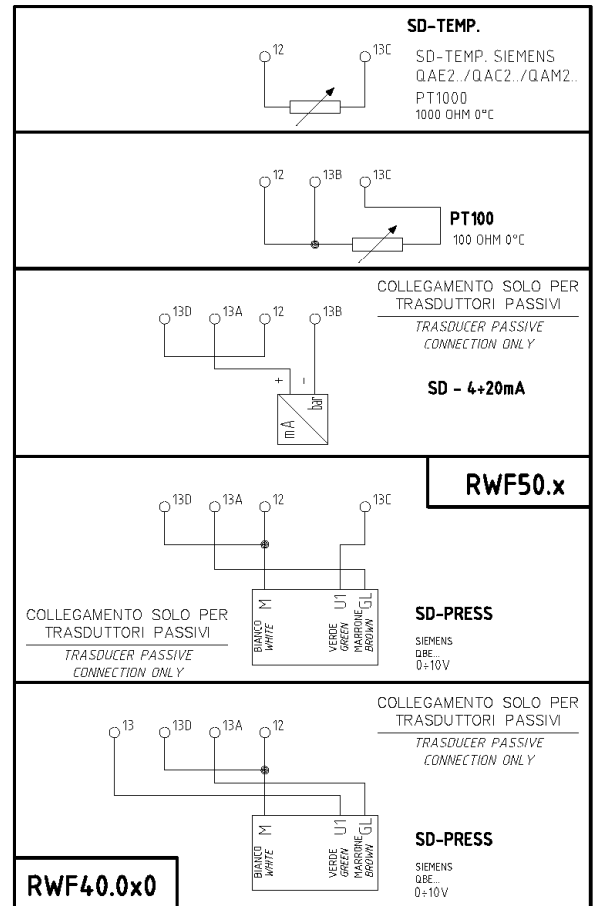 SD-TEMP.
12
13C
SD-TEMP. SIEMENS
QAE2../QAC2../QAM2..
PT1000
1000 OHM 0°C
12
13B
13C
PT100
100 OHM 0°C
COLLEGAMENTO SOLO PER
TRASDUTTORI PASSIVI
TRASDUCER PASSIVE
CONNECTION ONLY
13D
13A
12
13B
+
-
mA
bar
SD - 4÷20mA
RWF50.x
13D
13A
12
13C
COLLEGAMENTO SOLO PER
TRASDUTTORI PASSIVI
TRASDUCER PASSIVE
CONNECTION ONLY
M
U1
GL
BIANCO
WHITE
VERDE
GREEN
MARRONE
BROWN
SD-PRESS
SIEMENS
QBE...
0÷10V
COLLEGAMENTO SOLO PER
TRASDUTTORI PASSIVI
TRASDUCER PASSIVE
CONNECTION ONLY
13
13D
13A
12
M
U1
GL
BIANCO
WHITE
VERDE
GREEN
MARRONE
BROWN
SD-PRESS
SIEMENS
QBE...
0÷10V
RWF40.0x0